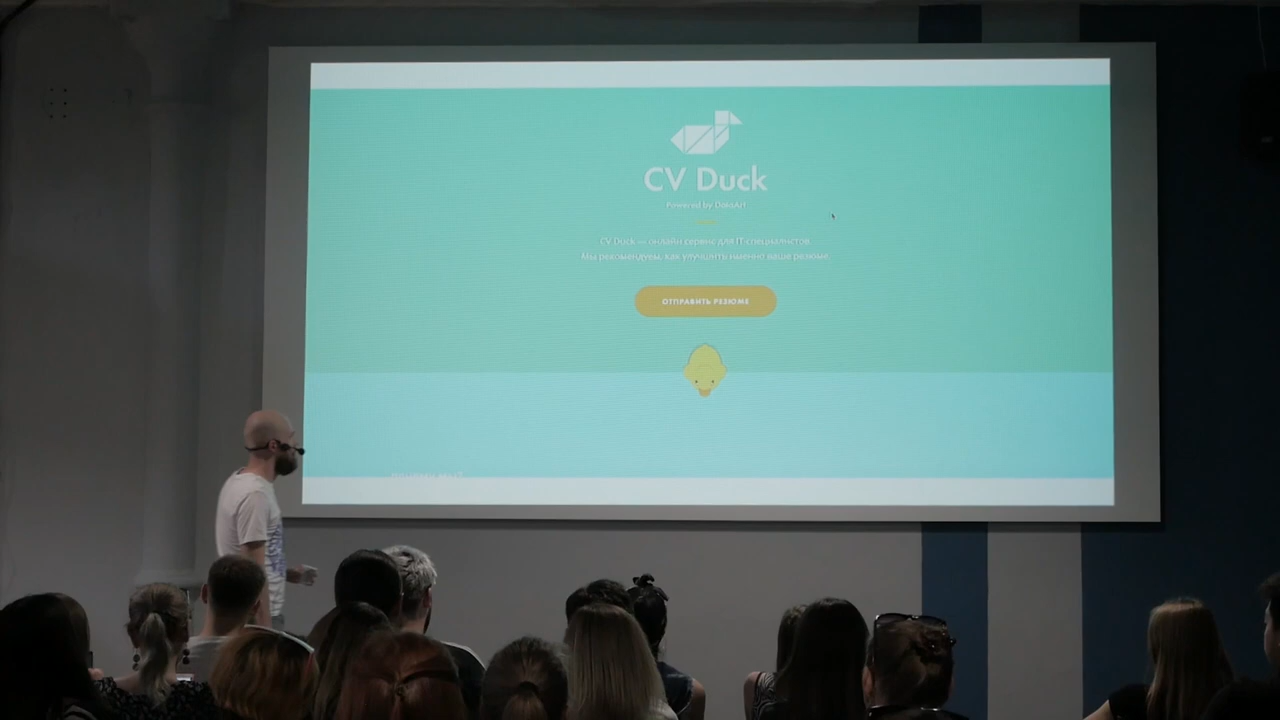 CV Duck
Powered by DataArt
CV Duck — онлайн сервис для IT-специалистов.
Мы рекомендуем, как улучшить именно ваше резюме.
ОТПРАВИТЬ РЕЗЮМЕ